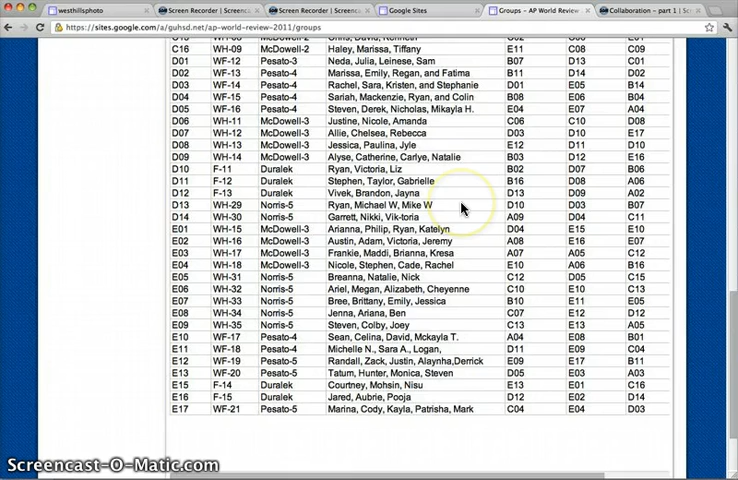 westhillsphoto Screen Recorder | Screenca Screen Recorder | Screenca Google Sites Groups - AP World Review Collaboration - part 1 | Scre
https://sites.google.com/a/guhsd.net/ap-world-review-2011/groups
C16 WH-09 McDowell-2 Haley, Marissa, Tiffany E11 C08 C09
D01 WF-12 Pesato-3 Neda, Julia, Leinese, Sam B07 D13 C01
D02 WF-13 Pesato-4 Marissa, Emily, Regan, and Fatima B11 D14 D02
D03 WF-14 Pesato-4 Rachel, Sara, Kristen, and Stephanie D01 E05 B14
D04 WF-15 Pesato-4 Sariah, Mackenzie, Ryan, and Colin B08 E06 B04
D05 WF-16 Pesato-4 Steven, Derek, Nicholas, Mikayla H. E04 E07 A04
D06 WH-11 McDowell-3 Justine, Nicole, Amanda C06 C10 D08
D07 WH-12 McDowell-3 Allie, Chelsea, Rebecca D03 D10 E17
D08 WH-13 McDowell-3 Jessica, Paulina, Jyle E12 D11 E10
D09 WH-14 McDowell-3 Alyse, Catherine, Carlye, Natalie B03 D12 E16
D10 F-11 Duralek Ryan, Victoria, Liz B02 D07 B06
D11 F-12 Duralek Stephen, Taylor, Gabrielle B16 D08 A06
D12 F-13 Duralek Vivek, Brandon, Jayna D13 D09 A02
D13 WH-29 Norris-5 Ryan, Michael W, Mike W D10 D03 B07
D14 WH-30 Norris-5 Garrett, Nikki, Vik-toria A09 D04 C11
E01 WH-15 McDowell-3 Arianna, Philip, Ryan, Katelyn D04 E15 E10
E02 WH-16 McDowell-3 Austin, Adam, Victoria, Jeremy A08 E16 E07
E03 WH-17 McDowell-3 Frankie, Maddi, Brianna, Kresa A07 A05 C12
E04 WH-18 McDowell-3 Nicole, Stephen, Cade, Rachel E10 A06 B16
E05 WH-31 Norris-5 Breanna, Natalie, Nick C12 D05 C15
E06 WH-32 Norris-5 Ariel, Megan, Alizabeth, Cheyenne C10 E10 C13
E07 WH-33 Norris-5 Bree, Brittany, Emily, Jessica B10 E11 E05
E08 WH-34 Norris-5 Jenna, Ariana, Ben C07 E12 D12
E09 WH-35 Norris-5 Steven, Colby, Joey C13 E13 A05
E10 WF-17 Pesato-4 Sean, Celina, David, Mckayla T. A04 E08 B01
E11 WF-18 Pesato-4 Michelle N., Sara A., Logan, D11 E09 C04
E12 WF-19 Pesato-5 Randall, Zack, Justin, Alaynha,Derrick E09 E17 B11
E13 WF-20 Pesato-5 Tatum, Hunter, Monica, Steven D05 E03 A03
E15 F-14 Duralek Courtney, Mohsin, Nisu E13 E01 C16
E16 F-15 Duralek Jared, Aubrie, Pooja D12 E02 D14
E17 WF-21 Pesato-5 Marina, Cody, Kayla, Patrisha, Mark C04 E04 D03
Screencast-O-Matic.com